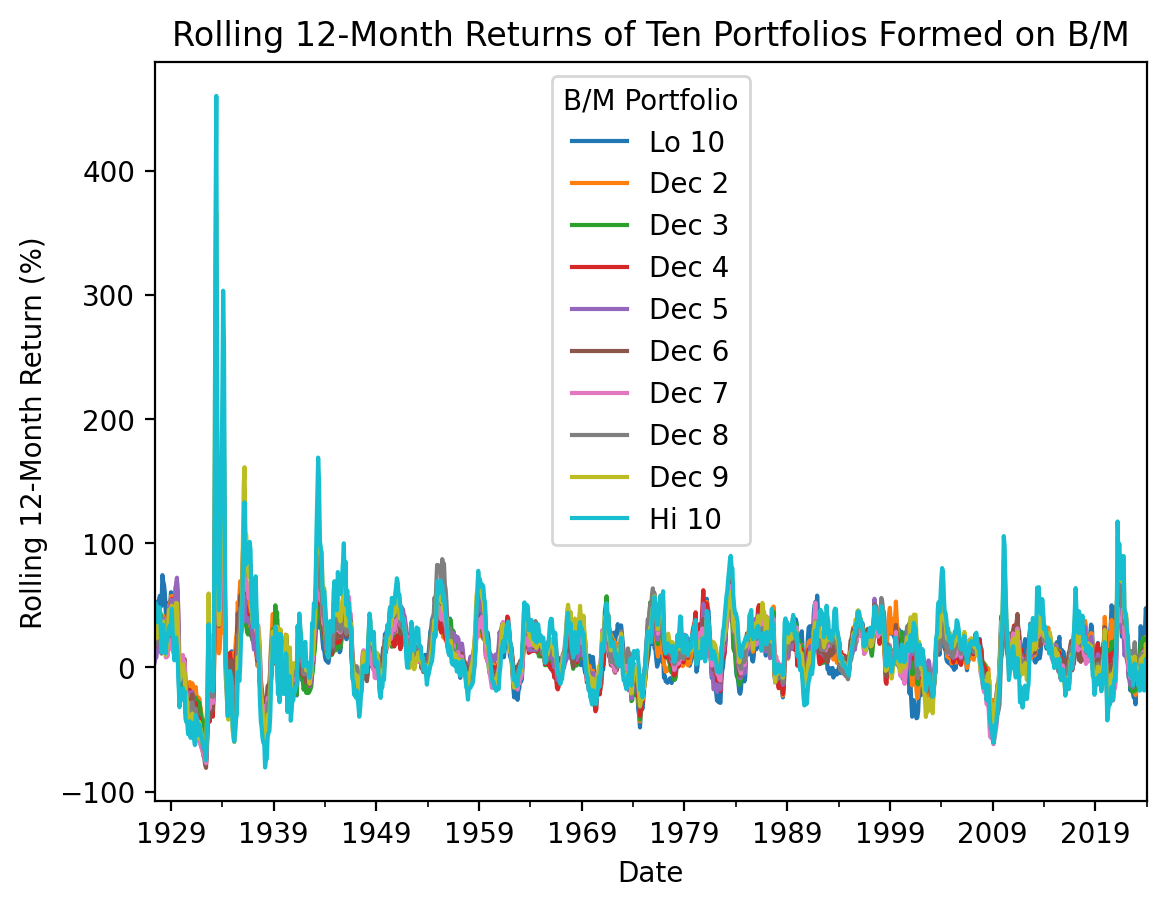 Rolling 12-Month Returns of Ten Portfolios Formed on B/M
B/M Portfolio
Lo 10
Dec 2
Dec 3
Dec 4
Dec 5
Dec 6
Dec 7
Dec 8
Dec 9
Hi 10
Rolling 12-Month Return (%)
400
300
200
100
0
−100
1929 1939 1949 1959 1969 1979 1989 1999 2009 2019
Date